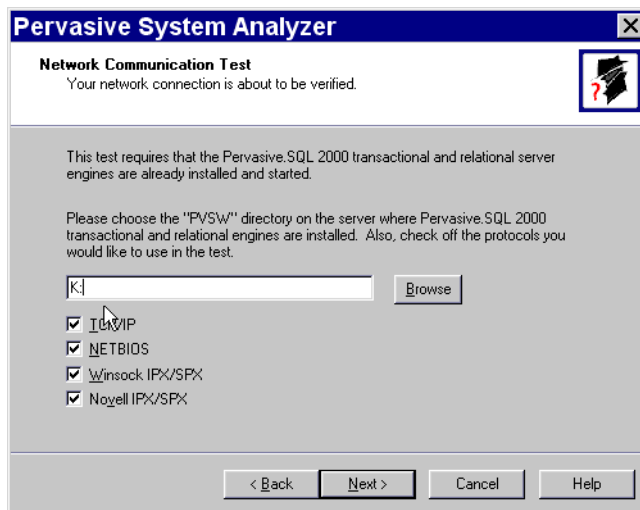 Pervasive System Analyzer
Network Communication Test
Your network connection is about to be verified.
?
This test requires that the Pervasive.SQL 2000 transactional and relational server
engines are already installed and started.
Please choose the "PVSW" directory on the server where Pervasive.SQL 2000
transactional and relational engines are installed. Also, check off the protocols you
would like to use in the test.
K:
Browse
TCP/IP
NETBIOS
Winsock IPX/SPX
Novell IPX/SPX
< Back
Next >
Cancel
Help